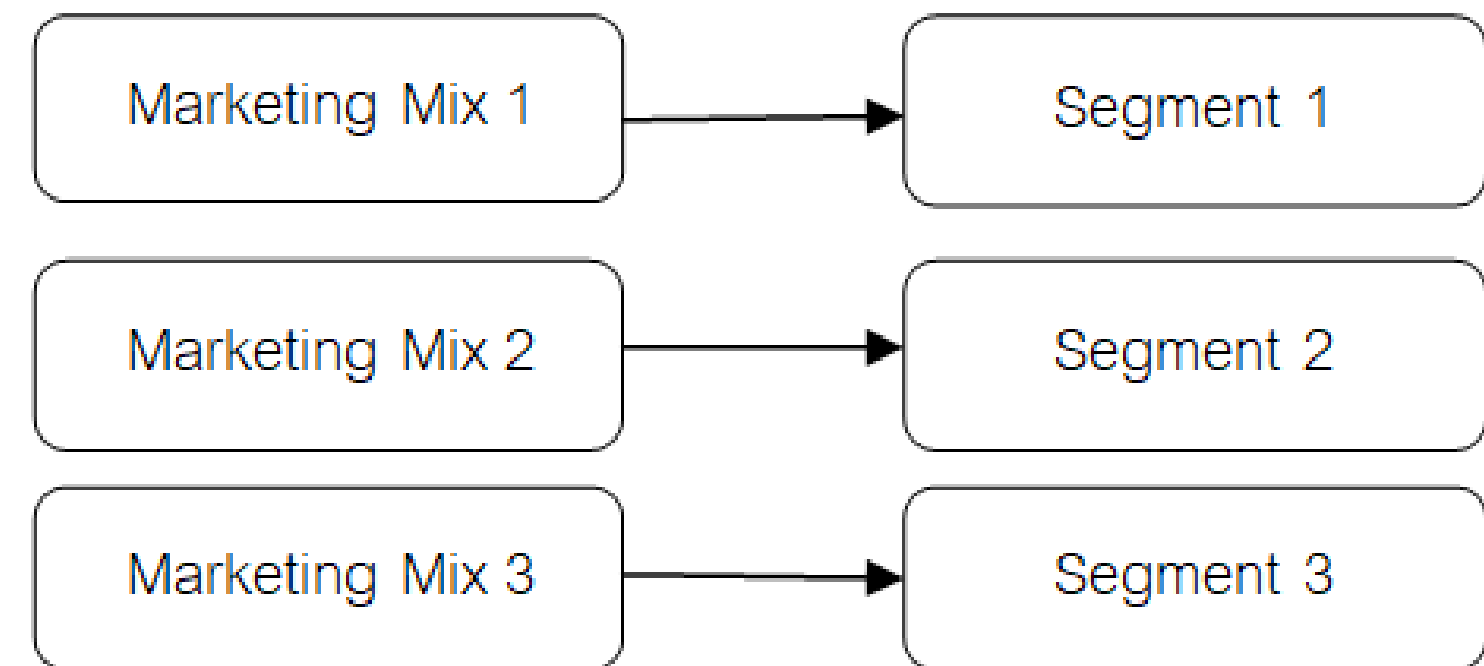 Marketing Mix 1
Segment 1
Marketing Mix 2
Segment 2
Marketing Mix 3
Segment 3